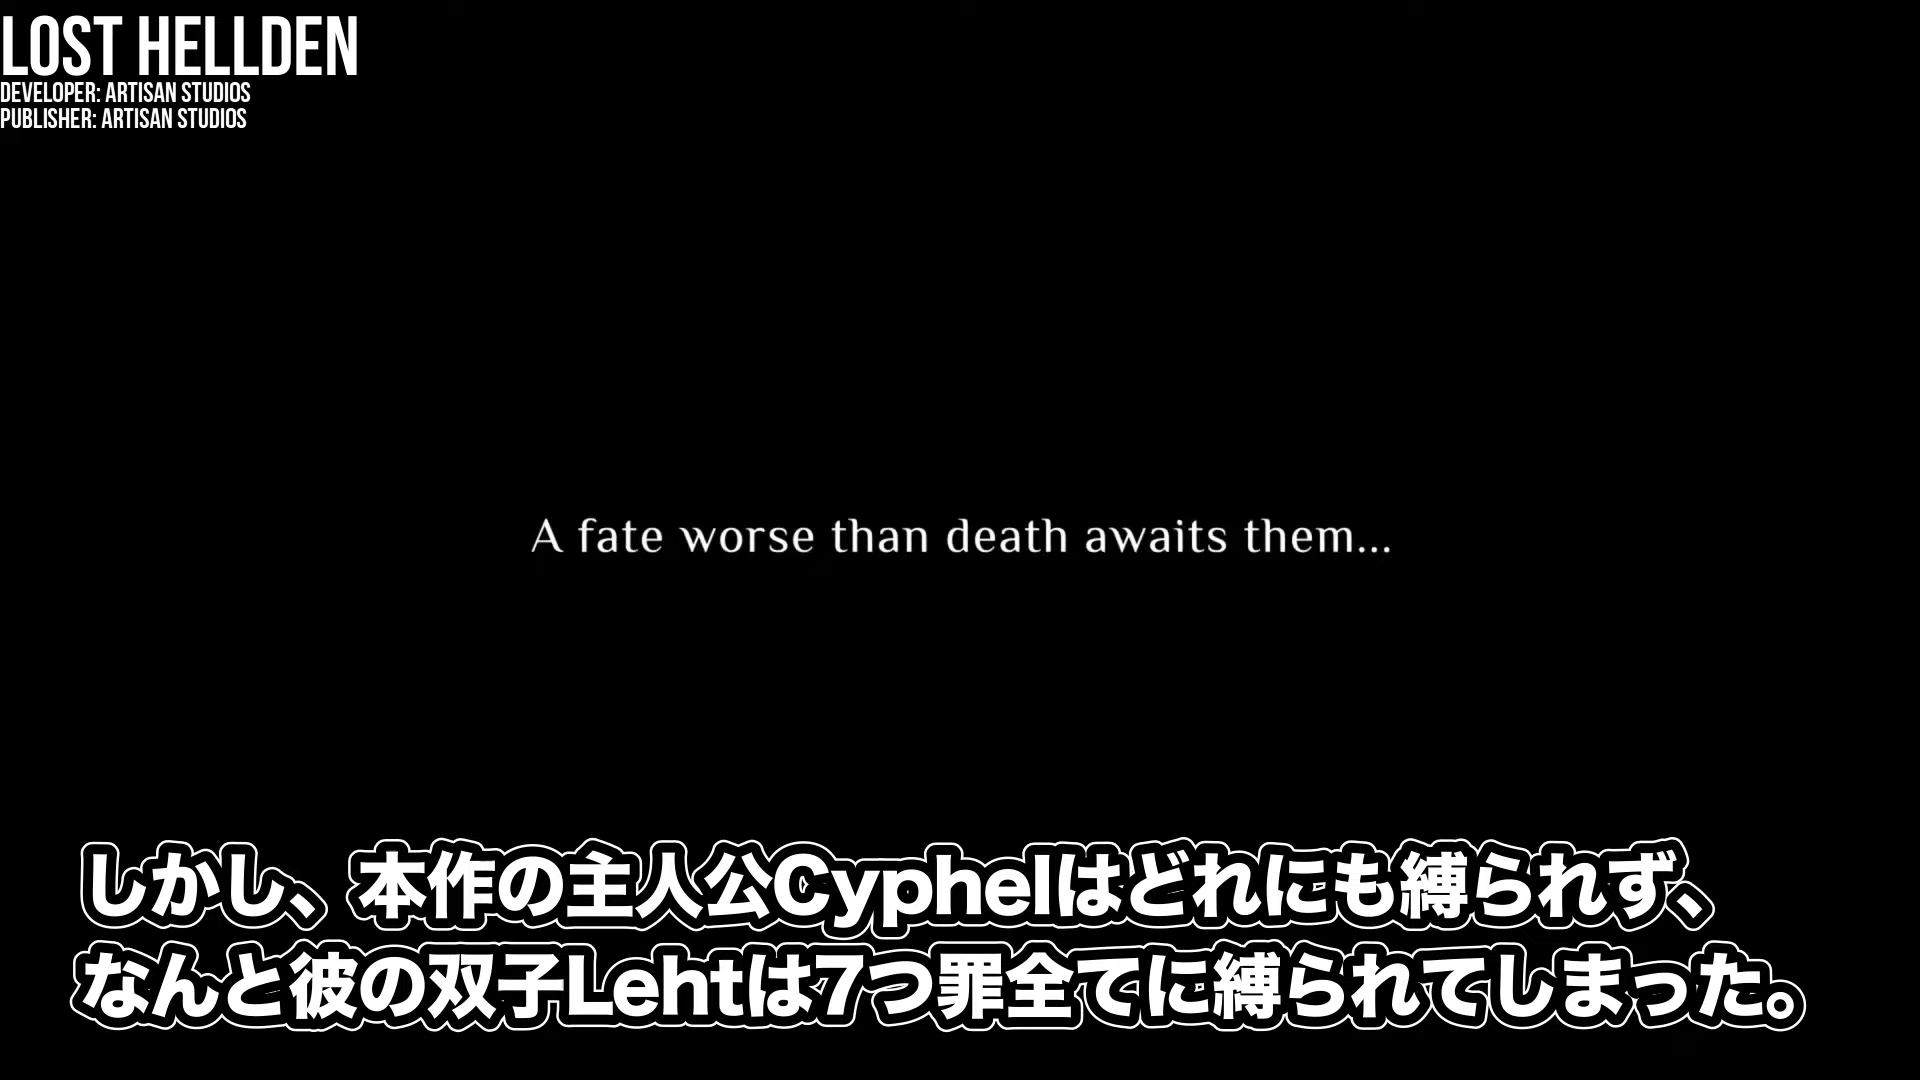 LOST HELLDEN
DEVELOPER: ARTISAN STUDIOS
PUBLISHER: ARTISAN STUDIOS
A fate worse than death awaits them...
しかし、本作の主人公Cyphelはどれにも縛られず、
なんと彼の双子Lehtは7つ罪全てに縛られてしまった。